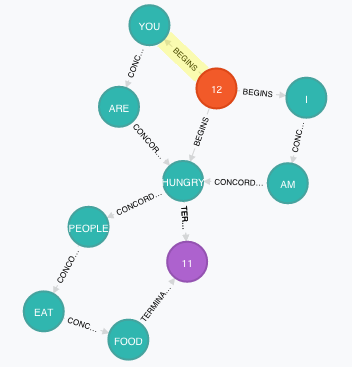 YOU
BEGINS
CONC...
12
BEGINS
I
ARE
CONCOR...
BEGINS
CONC...
HUNGRY
CONCORD...
AM
CONCORD...
TER...
PEOPLE
CONCO...
11
EAT
CONC...
TERMINA...
FOOD